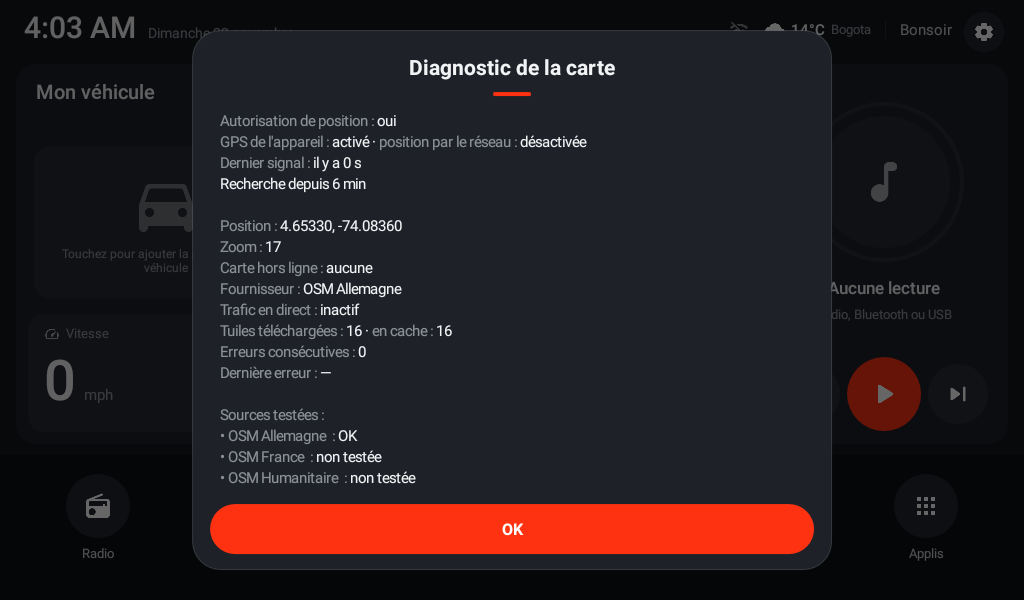 4:03 AM
Dimanche
14°C Bogota
Bonsoir
Mon véhicule
Touchez pour ajouter la
véhicule
Vitesse
0 mph
Diagnostic de la carte
Autorisation de position : oui
GPS de l'appareil : activé · position par le réseau : désactivée
Dernier signal : il y a 0 s
Recherche depuis 6 min
Position : 4.65330, -74.08360
Zoom : 17
Carte hors ligne : aucune
Fournisseur : OSM Allemagne
Trafic en direct : inactif
Tuiles téléchargées : 16 · en cache : 16
Erreurs consécutives : 0
Dernière erreur : —
Sources testées :
• OSM Allemagne : OK
• OSM France : non testée
• OSM Humanitaire : non testée
OK
Aucune lecture
dio, Bluetooth ou USB
Radio
Applis